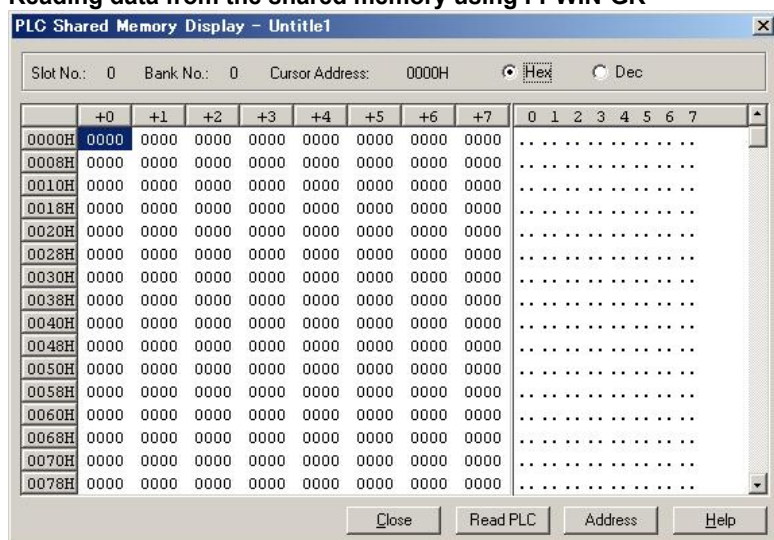 Reading data from the shared memory using FPWIN GR
PLC Shared Memory Display - Untitle1
Slot No.: 0 Bank No.: 0 Cursor Address: 0000H Hex Dec
+0 +1 +2 +3 +4 +5 +6 +7 0 1 2 3 4 5 6 7
0000H 0000 0000 0000 0000 0000 0000 0000 0000 ................
0008H 0000 0000 0000 0000 0000 0000 0000 0000 ................
0010H 0000 0000 0000 0000 0000 0000 0000 0000 ................
0018H 0000 0000 0000 0000 0000 0000 0000 0000 ................
0020H 0000 0000 0000 0000 0000 0000 0000 0000 ................
0028H 0000 0000 0000 0000 0000 0000 0000 0000 ................
0030H 0000 0000 0000 0000 0000 0000 0000 0000 ................
0038H 0000 0000 0000 0000 0000 0000 0000 0000 ................
0040H 0000 0000 0000 0000 0000 0000 0000 0000 ................
0048H 0000 0000 0000 0000 0000 0000 0000 0000 ................
0050H 0000 0000 0000 0000 0000 0000 0000 0000 ................
0058H 0000 0000 0000 0000 0000 0000 0000 0000 ................
0060H 0000 0000 0000 0000 0000 0000 0000 0000 ................
0068H 0000 0000 0000 0000 0000 0000 0000 0000 ................
0070H 0000 0000 0000 0000 0000 0000 0000 0000 ................
0078H 0000 0000 0000 0000 0000 0000 0000 0000 ................
Close Read PLC Address Help